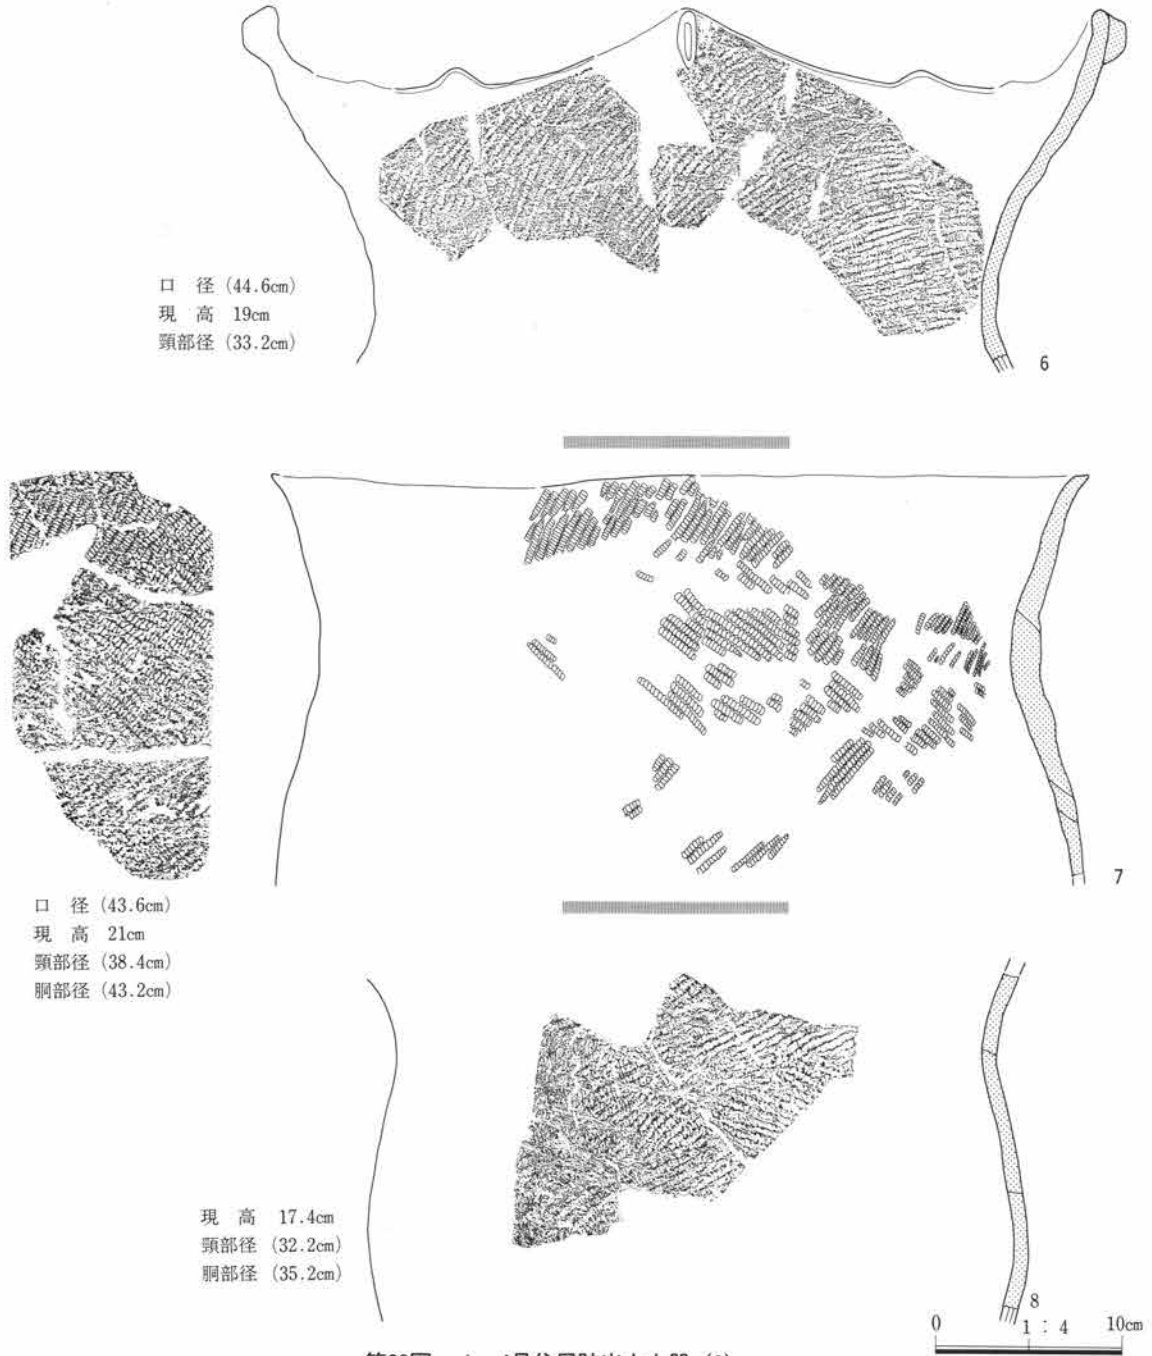 口 径 (44.6cm)
現 高 19cm
頸部径 (33.2cm)
6
7
口 径 (43.6cm)
現 高 21cm
頸部径 (38.4cm)
胴部径 (43.2cm)
現 高 17.4cm
頸部径 (32.2cm)
胴部径 (35.2cm)
8
0 1 : 4 10cm